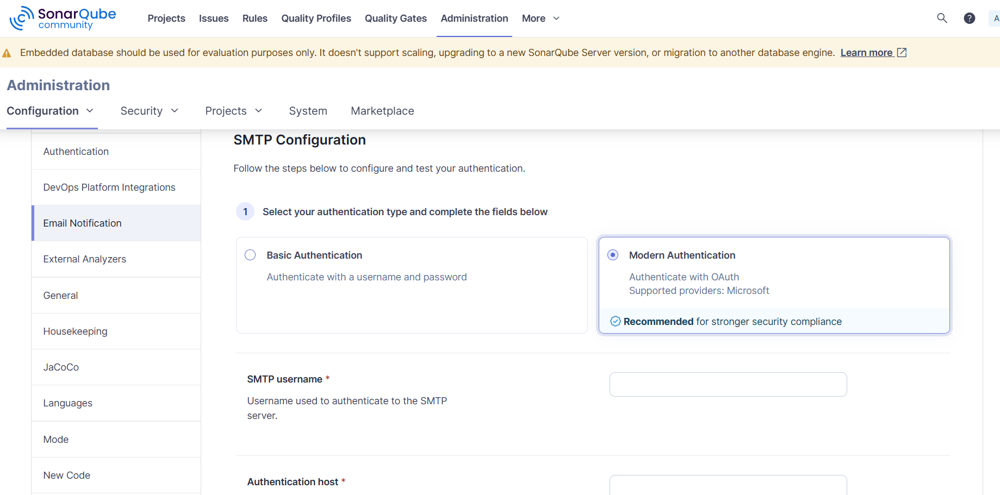 SonarQube
community
Projects Issues Rules Quality Profiles Quality Gates Administration More
?
A
Embedded database should be used for evaluation purposes only. It doesn't support scaling, upgrading to a new SonarQube Server version, or migration to another database engine. Learn more
Administration
Configuration Security Projects System Marketplace
Authentication
DevOps Platform Integrations
Email Notification
External Analyzers
General
Housekeeping
JaCoCo
Languages
Mode
New Code
SMTP Configuration
Follow the steps below to configure and test your authentication.
1 Select your authentication type and complete the fields below
Basic Authentication
Authenticate with a username and password
Modern Authentication
Authenticate with OAuth
Supported providers: Microsoft
Recommended for stronger security compliance
SMTP username *
Username used to authenticate to the SMTP
server.
Authentication host *